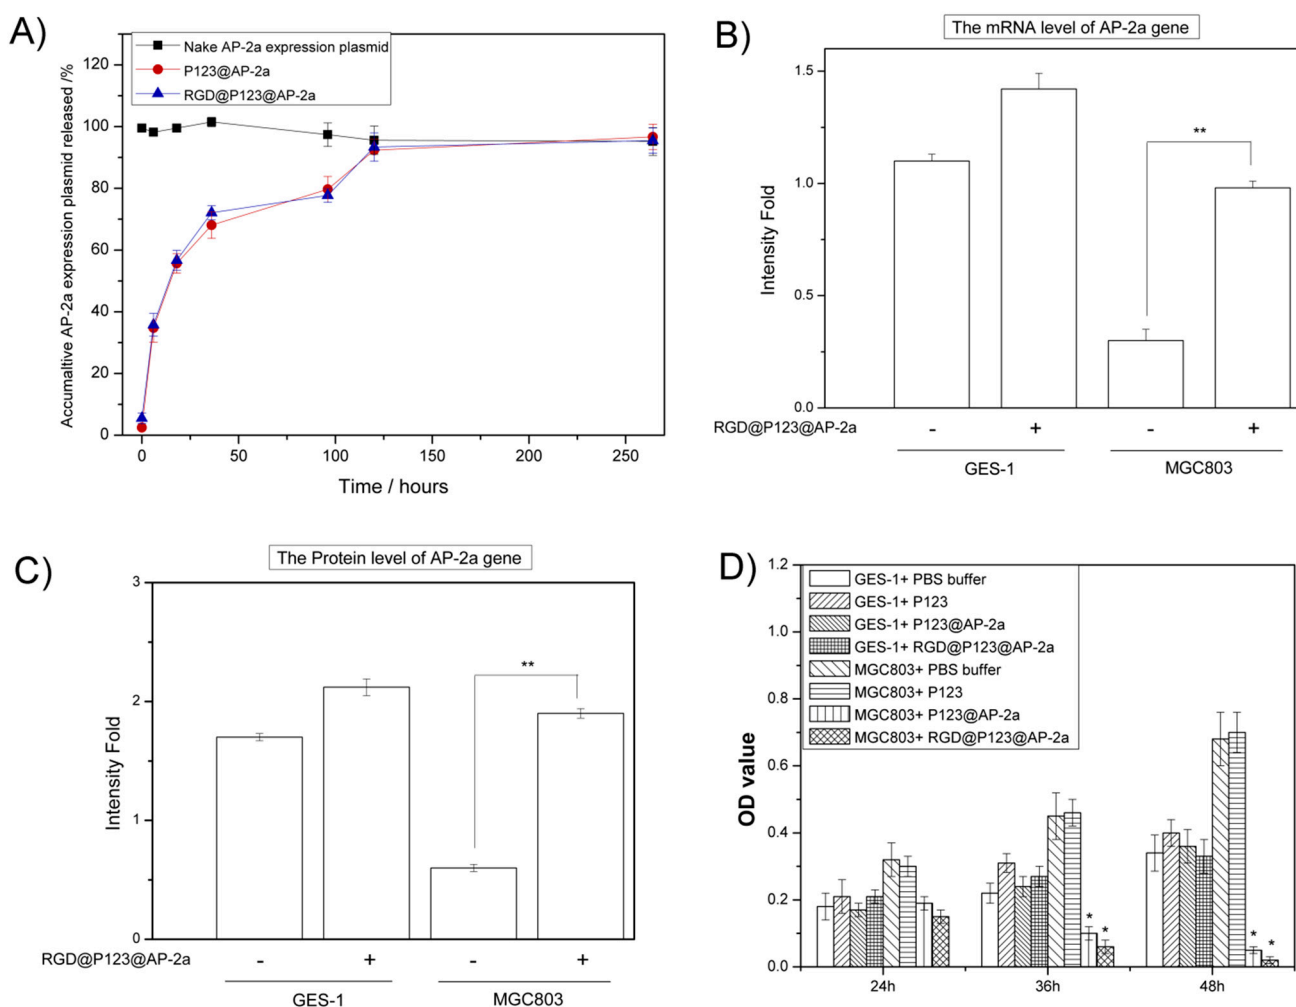 A)
Nake AP-2a expression plasmid
P123@AP-2a
RGD@P123@AP-2a
Accumaltive AP-2a expression plasmid released /%
120
100
80
60
40
20
0
0 50 100 150 200 250
Time / hours
B)
The mRNA level of AP-2a gene
Intensity Fold
1.5
1.0
0.5
0.0
**
RGD@P123@AP-2a - + - +
GES-1 MGC803
C)
The Protein level of AP-2a gene
Intensity Fold
3
2
1
0
**
RGD@P123@AP-2a - + - +
GES-1 MGC803
D)
GES-1+ PBS buffer
GES-1+ P123
GES-1+ P123@AP-2a
GES-1+ RGD@P123@AP-2a
MGC803+ PBS buffer
MGC803+ P123
MGC803+ P123@AP-2a
MGC803+ RGD@P123@AP-2a
OD value
1.2
1.0
0.8
0.6
0.4
0.2
0.0
* * * *
24h 36h 48h